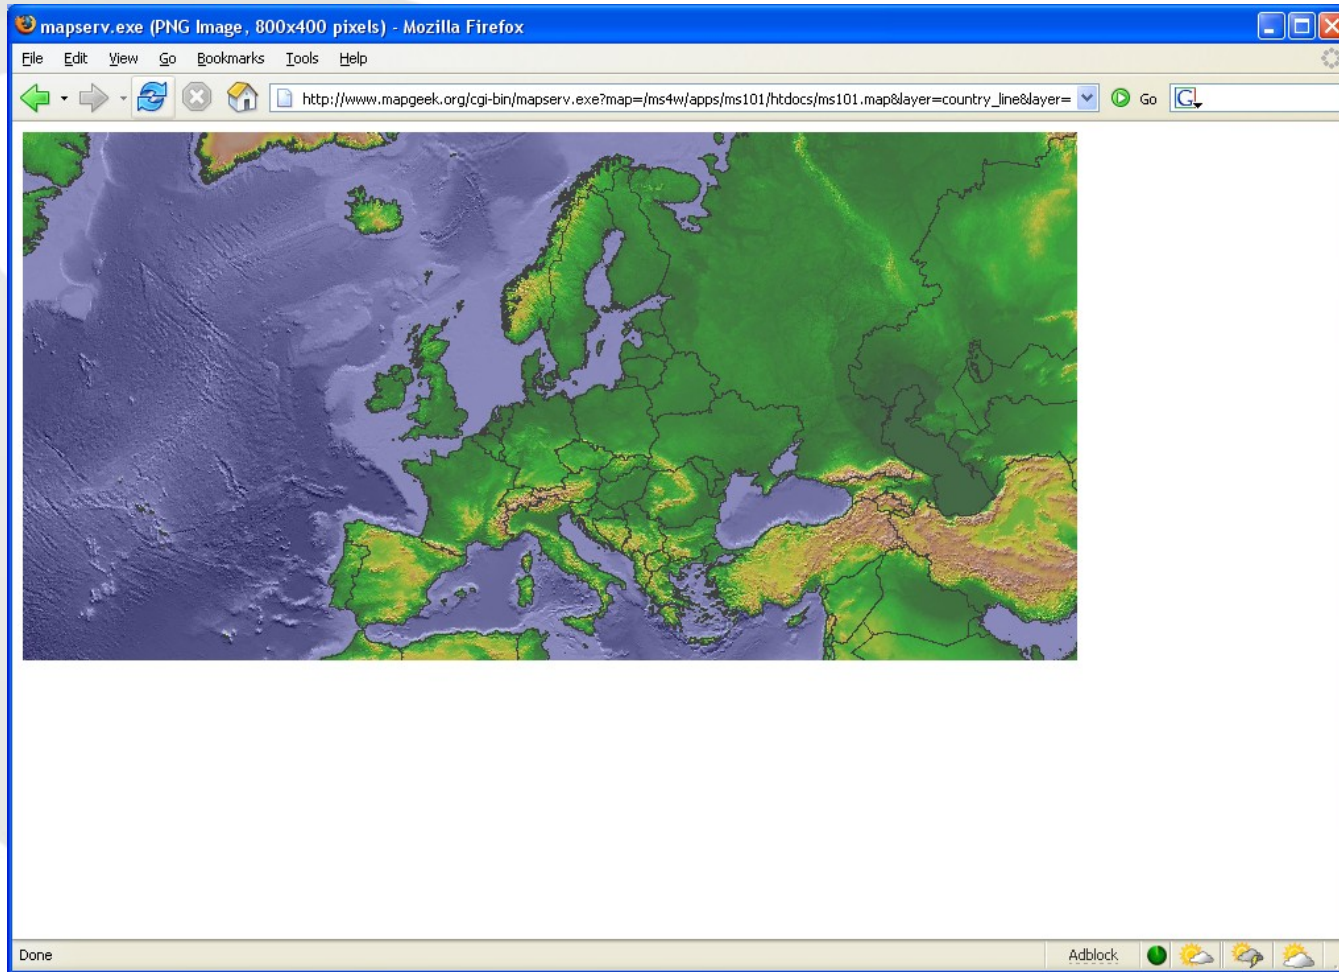 mapserv.exe (PNG Image, 800x400 pixels) - Mozilla Firefox
File Edit View Go Bookmarks Tools Help
http://www.mapgeek.org/cgi-bin/mapserv.exe?map=/ms4w/apps/ms101/htdocs/ms101.map&layer=country_line&layer= Go G
Done Adblock